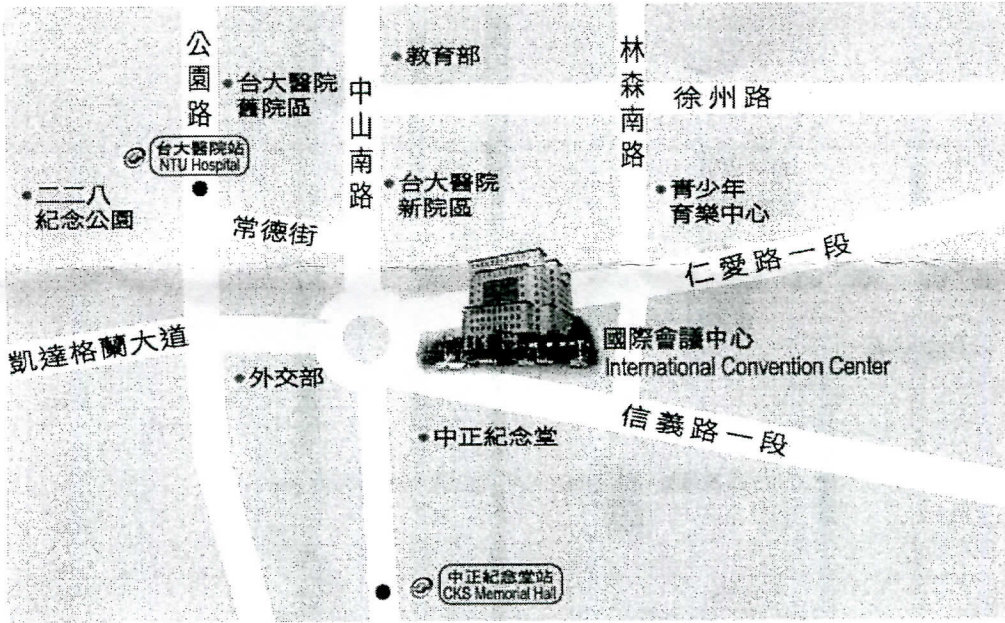 公園路
台大醫院
舊院區
中山南路
教育部
林森南路
徐州路
台大醫院站
NTU Hospital
二二八
紀念公園
常德街
台大醫院
新院區
青少年
育樂中心
仁愛路一段
凱達格蘭大道
外交部
國際會議中心
International Convention Center
信義路一段
中正紀念堂
中正紀念堂站
CKS Memorial Hall